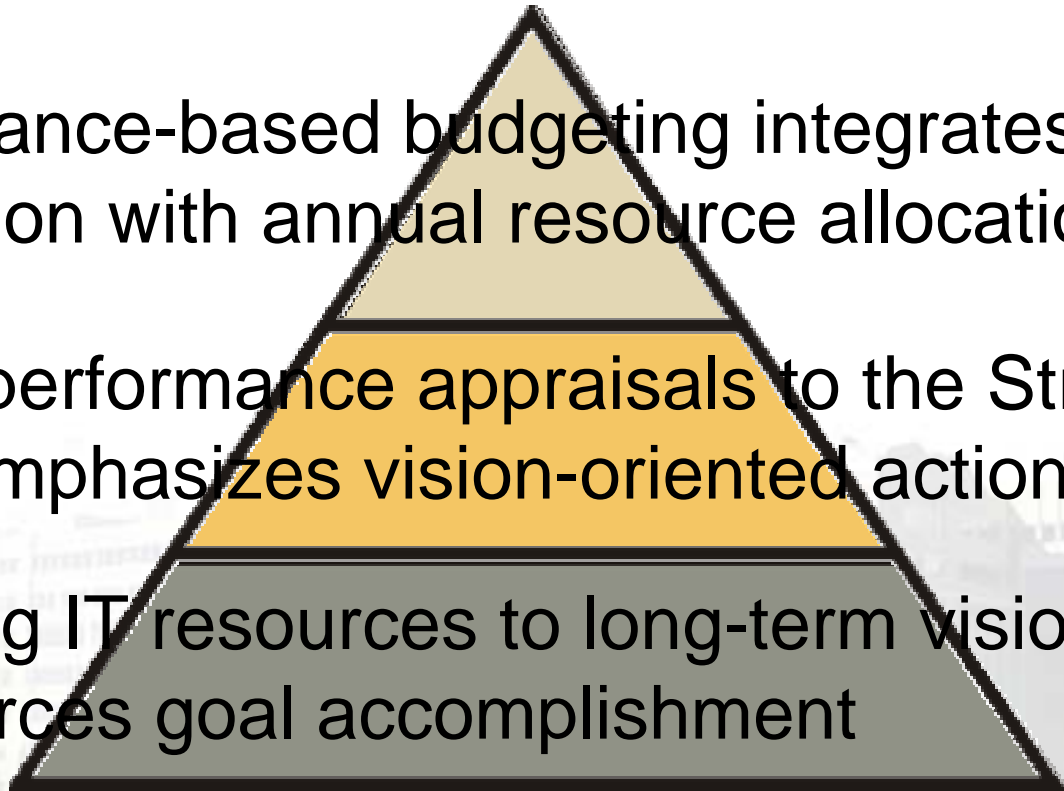 ance-based budgeting integrates
on with annual resource allocatio
performance appraisals to the Str
mphasizes vision-oriented action
g IT resources to long-term visio
rces goal accomplishment